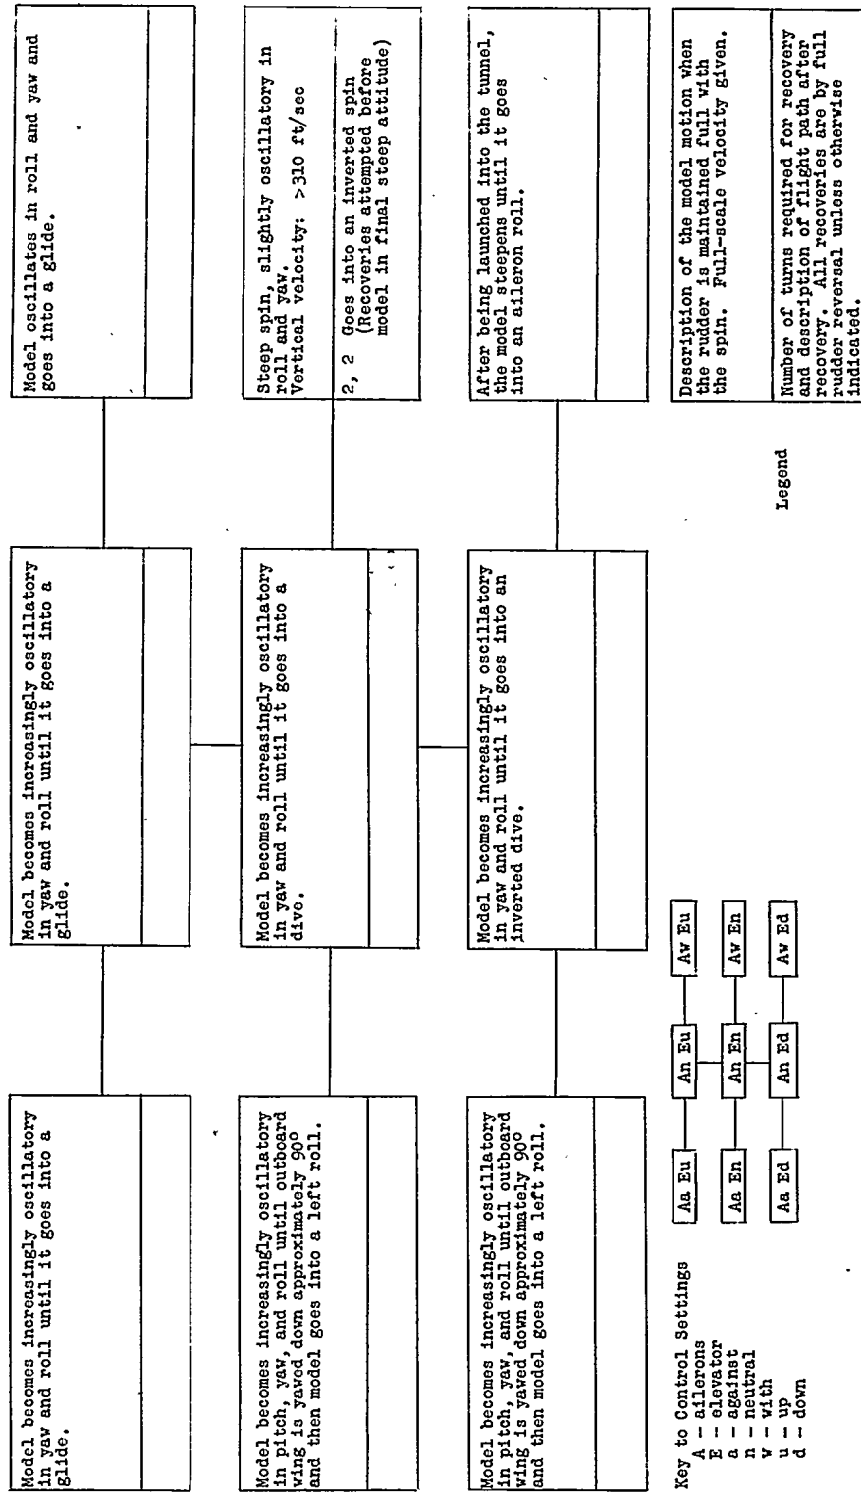 Model becomes increasingly oscillatory
in yaw and roll until it goes into a
glide.
Model becomes increasingly oscillatory
in yaw and roll until it goes into a
glide.
Model oscillates in roll and yaw and
goes into a glide.
Model becomes increasingly oscillatory
in pitch, yaw, and roll until outboard
wing is yawed down approximately 90°
and then model goes into a left roll.
Model becomes increasingly oscillatory
in yaw and roll until it goes into a
dive.
Steep spin, slightly oscillatory in
roll and yaw.
Vertical velocity: >310 ft/sec
2, 2 Goes into an inverted spin
(Recoveries attempted before
model in final steep attitude)
Model becomes increasingly oscillatory
in pitch, yaw, and roll until outboard
wing is yawed down approximately 90°
and then model goes into a left roll.
Model becomes increasingly oscillatory
in yaw and roll until it goes into an
inverted dive.
After being launched into the tunnel,
the model steepens until it goes
into an aileron roll.
Key to Control Settings
A -- ailerons
E -- elevator
a -- against
n -- neutral
w -- with
u -- up
d -- down
Aa Eu
An Eu
Aw Eu
Aa En
An En
Aw En
Aa Ed
An Ed
Aw Ed
Legend
Description of the model motion when
the rudder is maintained full with
the spin. Full-scale velocity given.
Number of turns required for recovery
and description of flight path after
recovery. All recoveries are by full
rudder reversal unless otherwise
indicated.